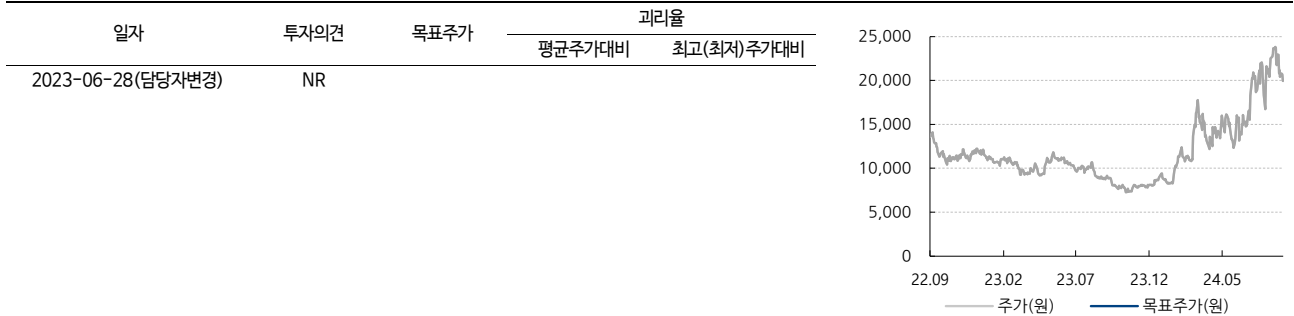 일자 투자의견 목표주가 괴리율
평균주가대비 최고(최저)주가대비
2023-06-28(담당자변경) NR
25,000
20,000
15,000
10,000
5,000
0
22.09 23.02 23.07 23.12 24.05
주가(원) 목표주가(원)